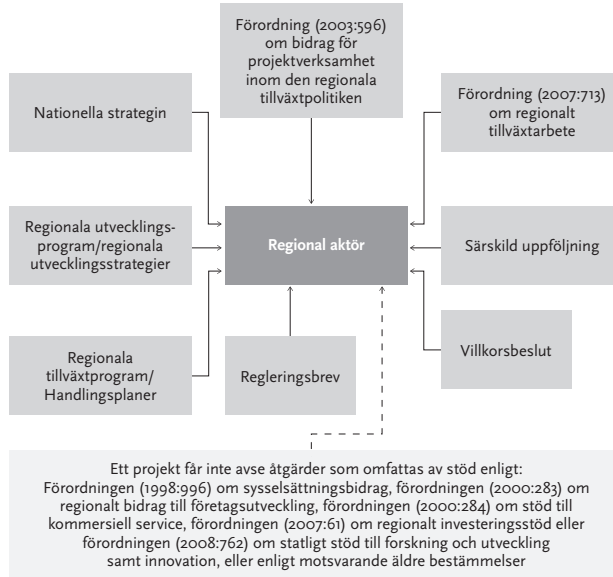 Förordning (2003:596)
om bidrag för
projektverksamhet
inom den regionala
tillväxtpolitiken
Nationella strategin
Förordning (2007:713)
om regionalt
tillväxtarbete
Regionala utvecklings-
program/regionala
utvecklingsstrategier
Regional aktör
Särskild uppföljning
Regionala
tillväxtprogram/
Handlingsplaner
Regleringsbrev
Villkorsbeslut
Ett projekt får inte avse åtgärder som omfattas av stöd enligt:
Förordningen (1998:996) om sysselsättningsbidrag, förordningen (2000:283) om
regionalt bidrag till företagsutveckling, förordningen (2000:284) om stöd till
kommersiell service, förordningen (2007:61) om regionalt investeringsstöd eller
förordningen (2008:762) om statligt stöd till forskning och utveckling
samt innovation, eller enligt motsvarande äldre bestämmelser